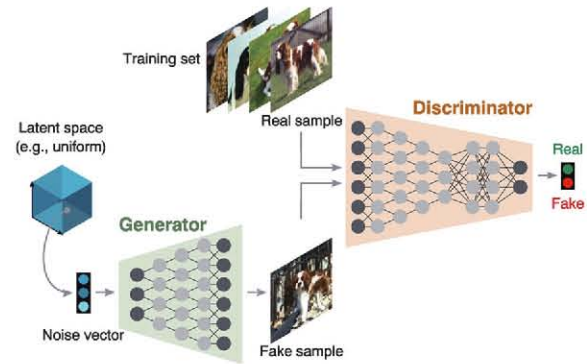 Training set
Real sample
Discriminator
Latent space
(e.g., uniform)
Real
Fake
Generator
Noise vector
Fake sample